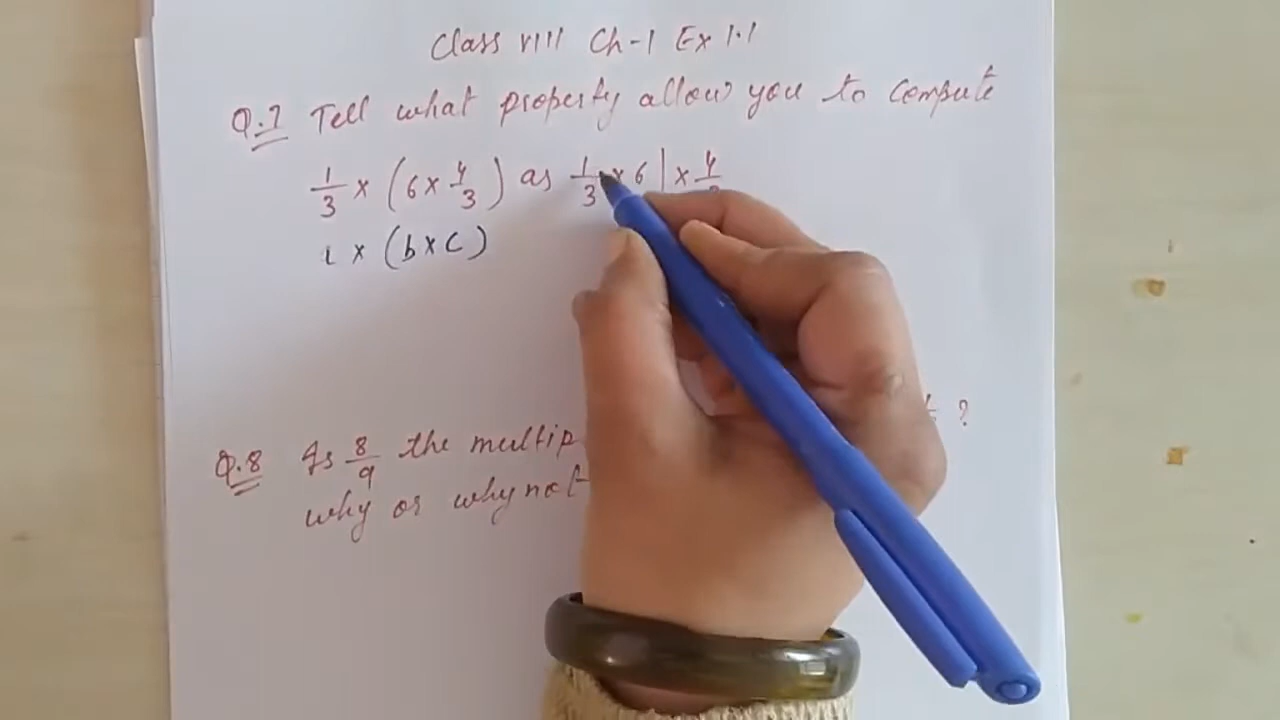 Class VIII Ch-1 Ex 1.1
Q.7 Tell what property allow you to compute
1/3 × (6 × 4/3) as 1/3 × 6 | × 4/
× (b × c)
Q.8 Is 8/9 the ?
why or why not